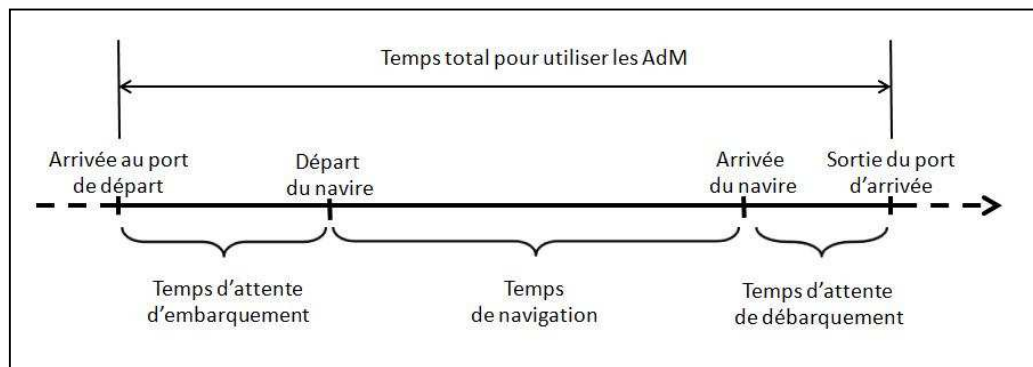 Temps total pour utiliser les AdM
Arrivée au port
de départ
Départ
du navire
Arrivée
du navire
Sortie du port
d'arrivée
Temps d'attente
d'embarquement
Temps
de navigation
Temps d'attente
de débarquement